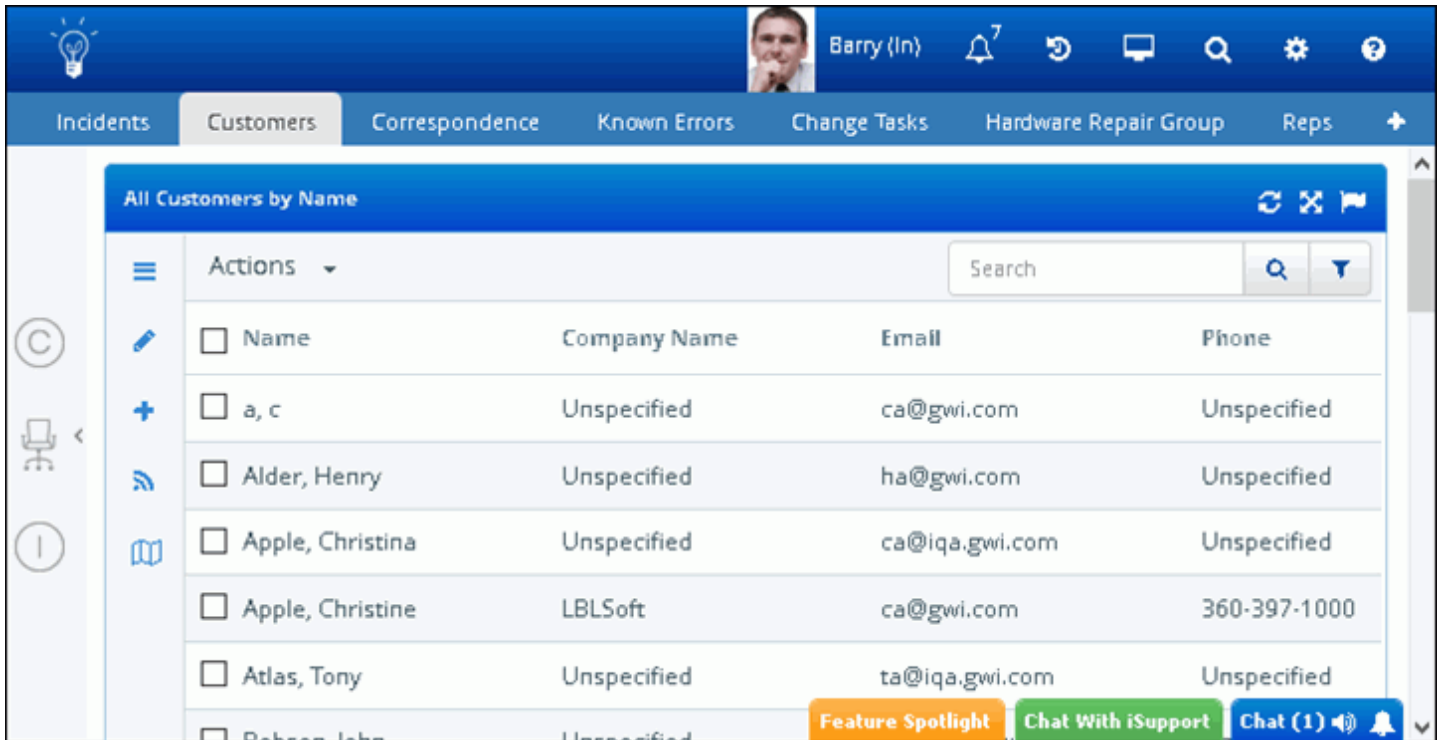 Barry (In) 7
Incidents Customers Correspondence Known Errors Change Tasks Hardware Repair Group Reps
All Customers by Name
Actions Search
Name Company Name Email Phone
a, c Unspecified ca@gwi.com Unspecified
Alder, Henry Unspecified ha@gwi.com Unspecified
Apple, Christina Unspecified ca@iqa.gwi.com Unspecified
Apple, Christine LBLSoft ca@gwi.com 360-397-1000
Atlas, Tony Unspecified ta@iqa.gwi.com Unspecified
Feature Spotlight Chat With iSupport Chat (1)
C
I